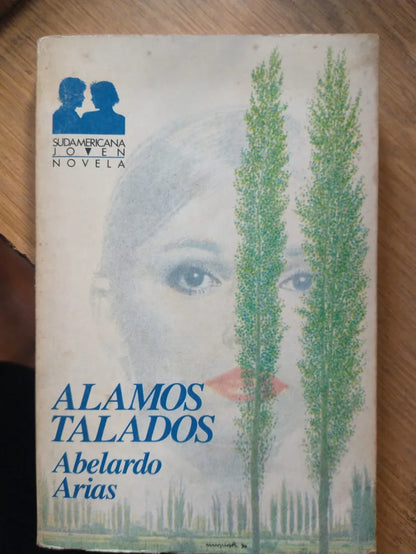 SUDAMERICANA
JOVEN
NOVELA
ALAMOS
TALADOS
Abelardo
Arias